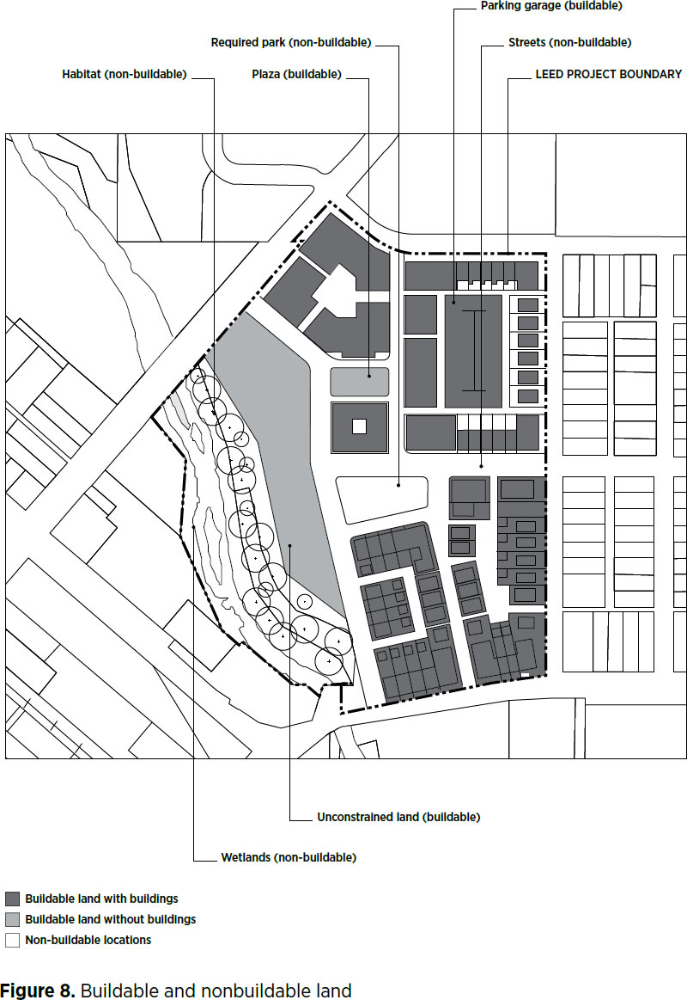 Parking garage (buildable)
Required park (non-buildable)
Streets (non-buildable)
Habitat (non-buildable)
Plaza (buildable)
LEED PROJECT BOUNDARY
Unconstrained land (buildable)
Wetlands (non-buildable)
Buildable land with buildings
Buildable land without buildings
Non-buildable locations
Figure 8. Buildable and nonbuildable land